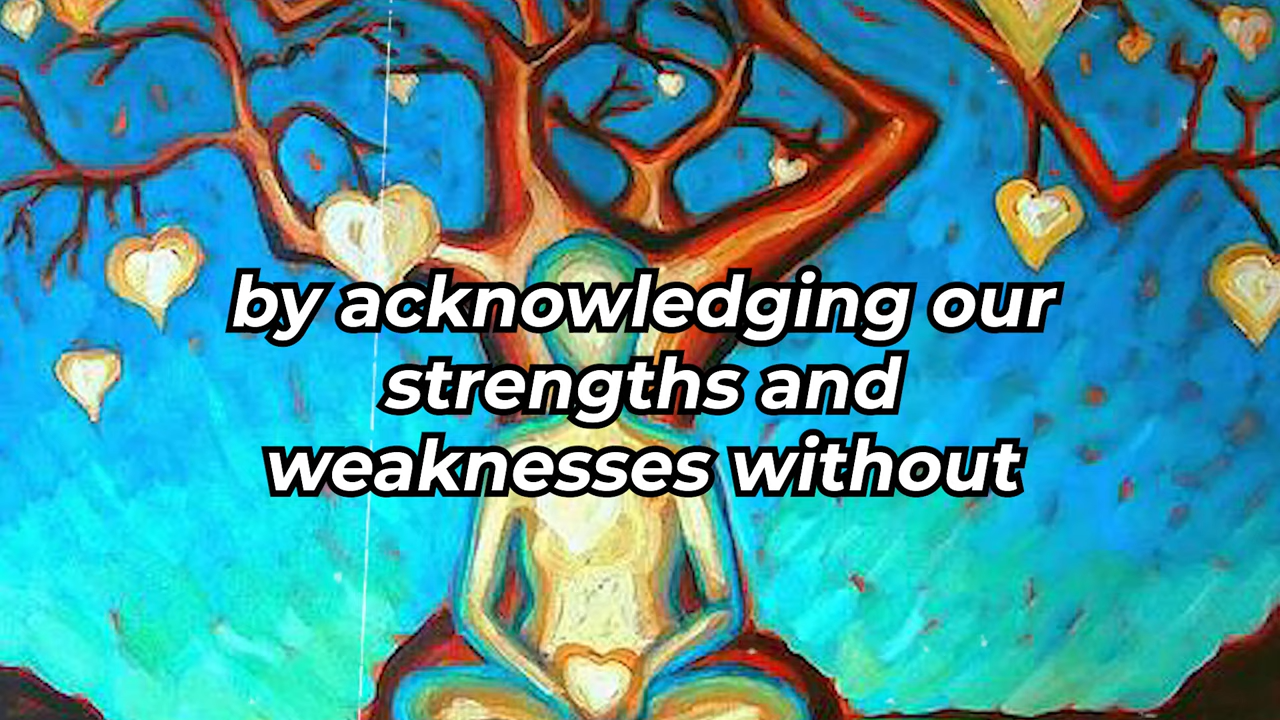 by acknowledging our
strengths and
weaknesses without